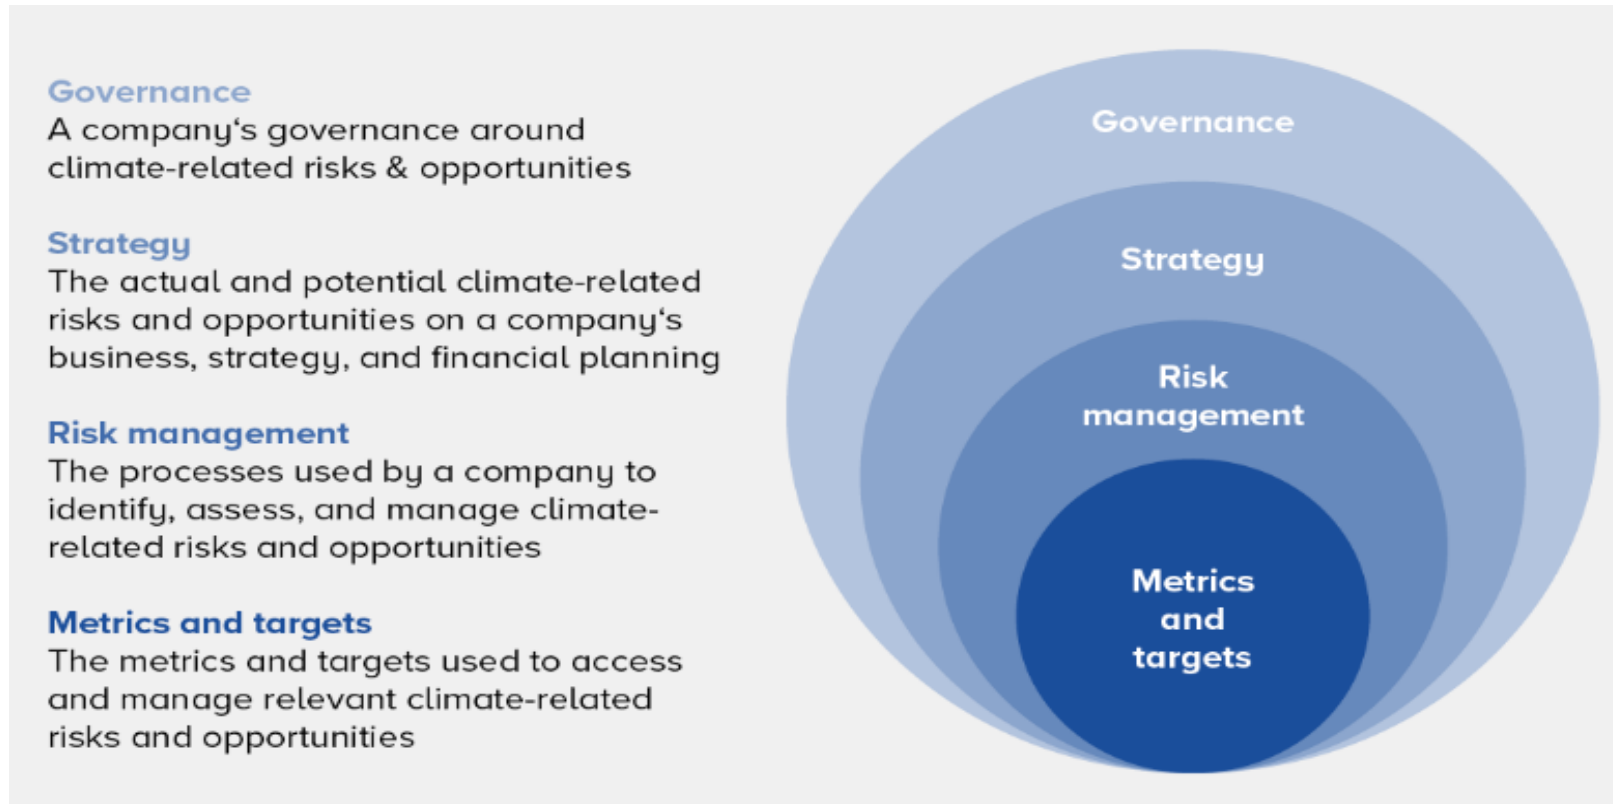 Governance
A company‘s governance around
climate-related risks & opportunities
Strategy
The actual and potential climate-related
risks and opportunities on a company‘s
business, strategy, and financial planning
Risk management
The processes used by a company to
identify, assess, and manage climate-
related risks and opportunities
Metrics and targets
The metrics and targets used to access
and manage relevant climate-related
risks and opportunities
Governance
Strategy
Risk
management
Metrics
and
targets